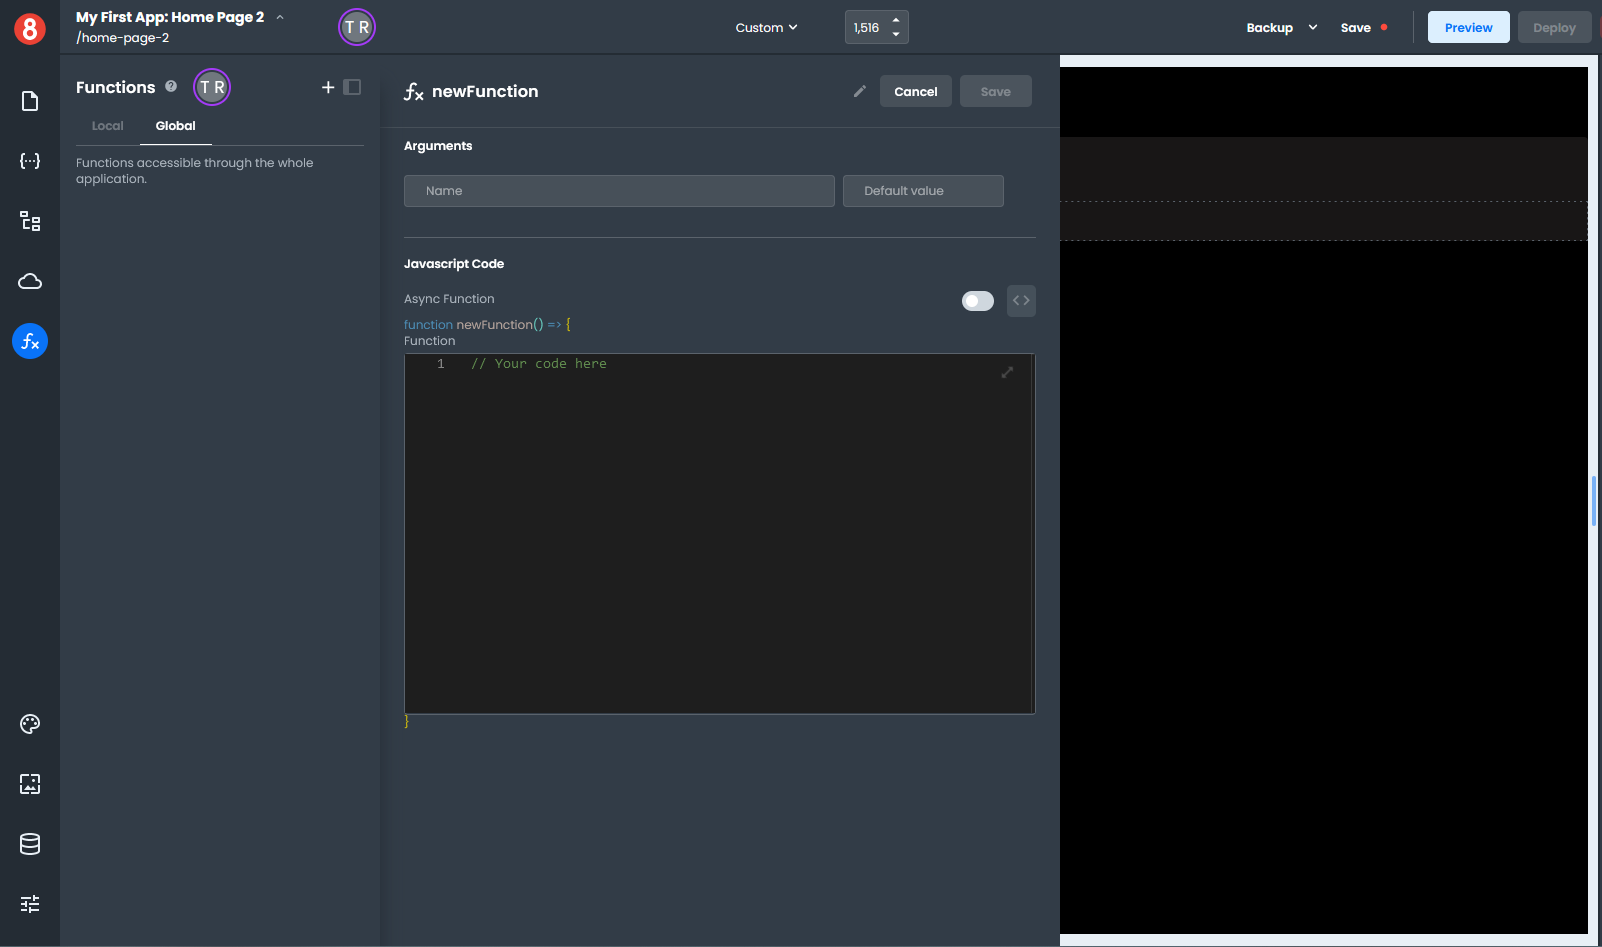 8
My First App: Home Page 2
/home-page-2
T R
Custom
1,516
Backup
Save
Preview
Deploy
Functions
?
T R
+
Local
Global
Functions accessible through the whole
application.
fx
fx newFunction
Cancel
Save
Arguments
Name
Default value
Javascript Code
Async Function
< >
function newFunction() => {
Function
1 // Your code here
}